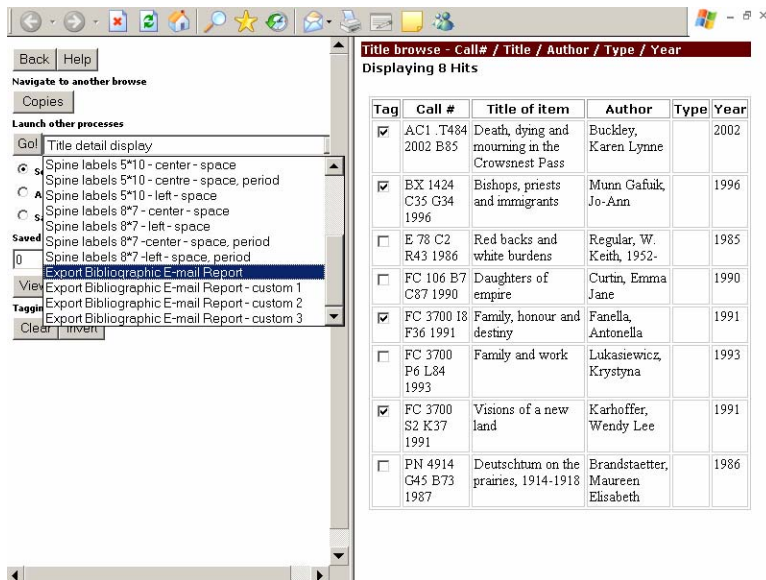 Back Help
Navigate to another browse
Copies
Launch other processes
Go! Title detail display
Spine labels 5*10 - center - space
Spine labels 5*10 - centre - space, period
Spine labels 5*10 - left - space
Spine labels 8*7 - center - space
Spine labels 8*7 - left - space
Spine labels 8*7 -center - space, period
Spine labels 8*7 -left - space, period
Export Bibliographic E-mail Report
Export Bibliographic E-mail Report - custom 1
Export Bibliographic E-mail Report - custom 2
Export Bibliographic E-mail Report - custom 3
Saved
0
Clear Invert
Title browse - Call# / Title / Author / Type / Year
Displaying 8 Hits
Tag Call # Title of item Author Type Year
AC1 .T484 Death, dying and Buckley, 2002
2002 B85 mourning in the Karen Lynne
Crowsnest Pass
BX 1424 Bishops, priests Munn Gafuik, 1996
C35 G34 and immigrants Jo-Ann
1996
E 78 C2 Red backs and Regular, W. 1985
R43 1986 white burdens Keith, 1952-
FC 106 B7 Daughters of Curtin, Emma 1990
C87 1990 empire Jane
FC 3700 I8 Family, honour and Fanella, 1991
F36 1991 destiny Antonella
FC 3700 Family and work Lukasiewicz, 1993
P6 L84 Krystyna
1993
FC 3700 Visions of a new Karhoffer, 1991
S2 K37 land Wendy Lee
1991
PN 4914 Deutschtum on the Brandstaetter, 1986
G45 B73 prairies, 1914-1918 Maureen
1987 Elisabeth